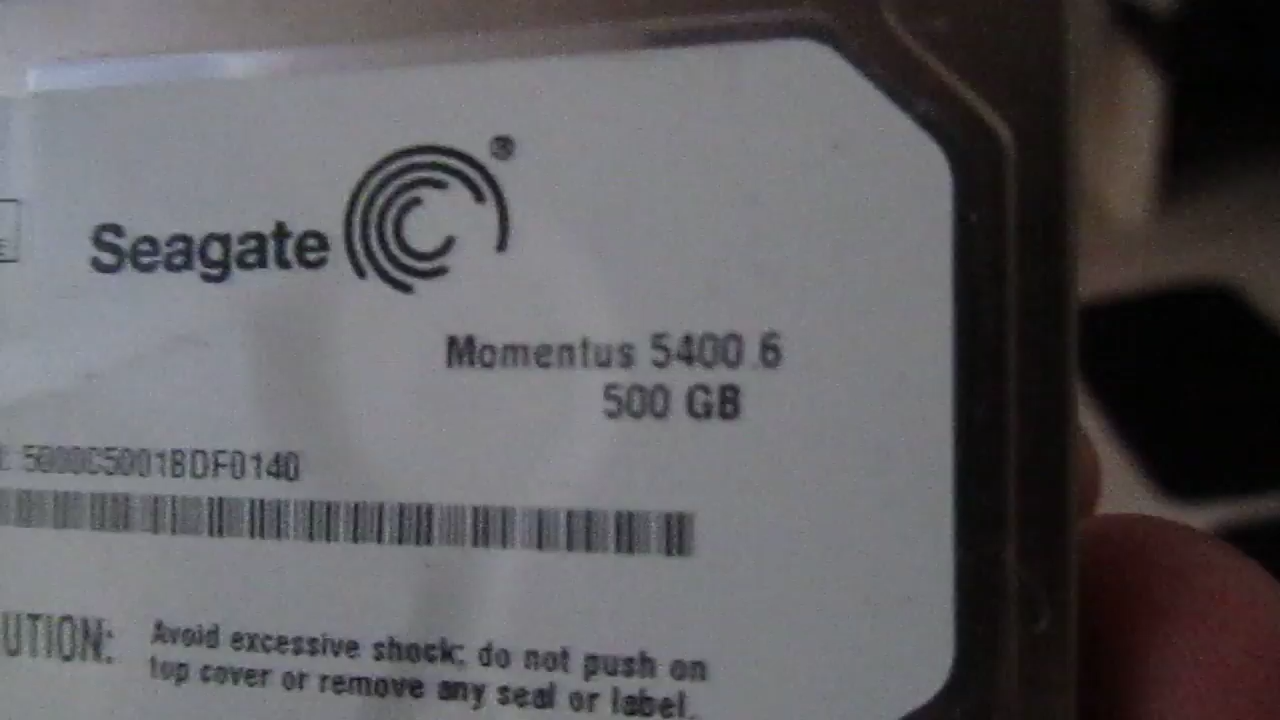 Seagate®
Momentus 5400.6
500 GB
5000C5001BDF0140
UTION: Avoid excessive shock; do not push on
top cover or remove any seal or label.